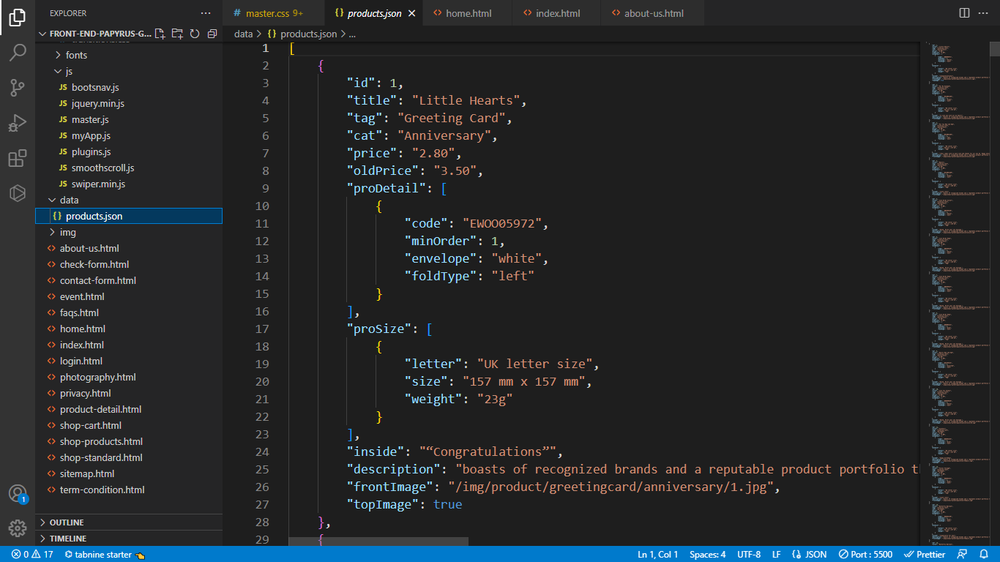 EXPLORER
FRONT-END-PAPYRUS-G...
fonts
js
JS bootsnav.js
JS jquery.min.js
JS master.js
JS myApp.js
JS plugins.js
JS smoothscroll.js
JS swiper.min.js
data
{} products.json
img
<> about-us.html
<> check-form.html
<> contact-form.html
<> event.html
<> faqs.html
<> home.html
<> index.html
<> login.html
<> photography.html
<> privacy.html
<> product-detail.html
<> shop-cart.html
<> shop-products.html
<> shop-standard.html
<> sitemap.html
<> term-condition.html
OUTLINE
TIMELINE
1
# master.css 9+ {} products.json <> home.html <> index.html <> about-us.html
data > {} products.json > ...
1 [
2 {
3 "id": 1,
4 "title": "Little Hearts",
5 "tag": "Greeting Card",
6 "cat": "Anniversary",
7 "price": "2.80",
8 "oldPrice": "3.50",
9 "proDetail": [
10 {
11 "code": "EWOO05972",
12 "minOrder": 1,
13 "envelope": "white",
14 "foldType": "left"
15 }
16 ],
17 "proSize": [
18 {
19 "letter": "UK letter size",
20 "size": "157 mm x 157 mm",
21 "weight": "23g"
22 }
23 ],
24 "inside": "“Congratulations”",
25 "description": "boasts of recognized brands and a reputable product portfolio
26 "frontImage": "/img/product/greetingcard/anniversary/1.jpg",
27 "topImage": true
28 },
29 {
0 17 tabnine starter 👈 Ln 1, Col 1 Spaces: 4 UTF-8 LF {} JSON Port : 5500 Prettier